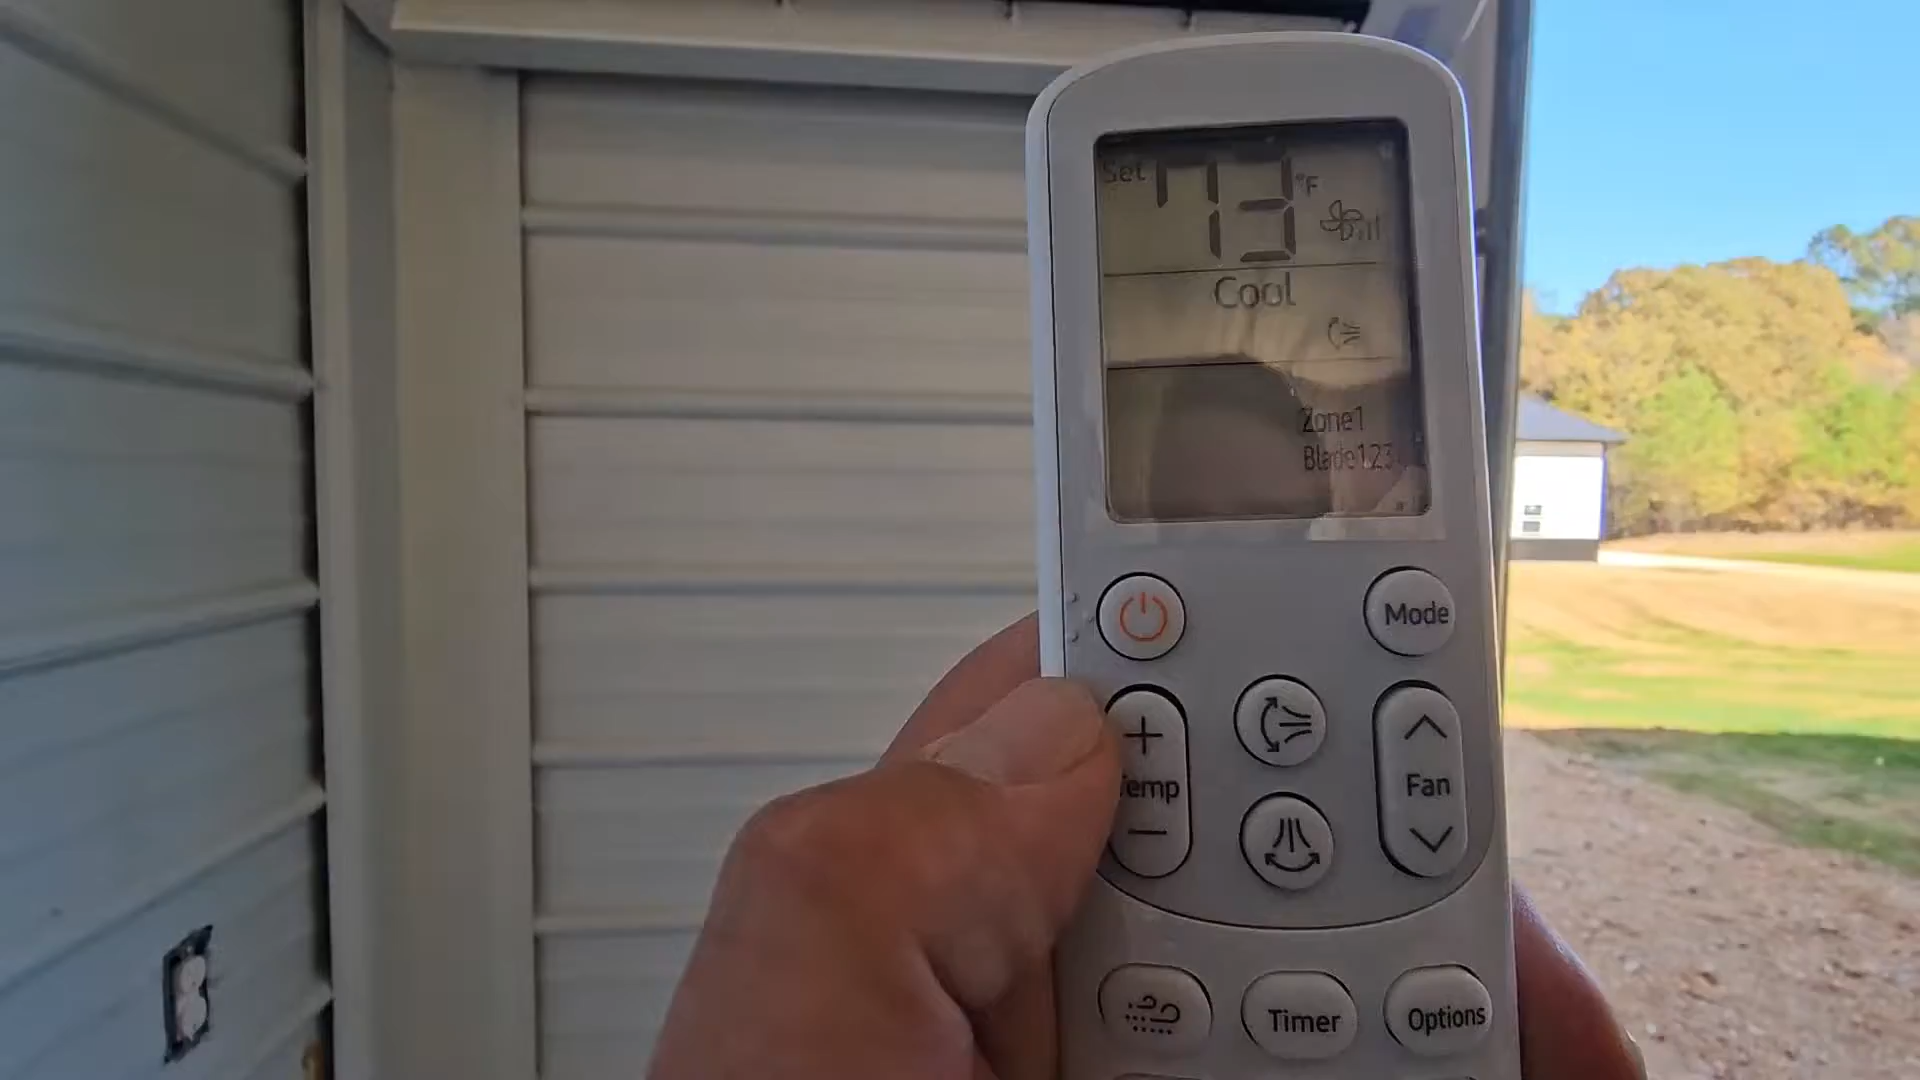 Set 73°F
Cool
Zone1
Blade123
Mode
+
Temp
Fan
−
Timer
Options